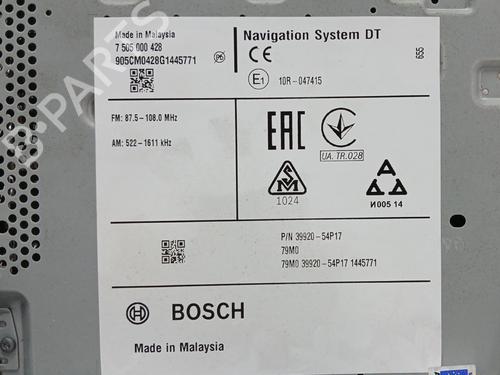 Made in Malaysia
7 505 000 428
905CM0428G1445771
Navigation System DT
CE
E1
10R-047415
655
FM: 87.5-108.0 MHz
AM: 522-1611 kHz
EAC
UA.TR.028
SM
1024
И005 14
P/N 39920-54P17
79M0
79M0 39920-54P17 1445771
BOSCH
Made in Malaysia